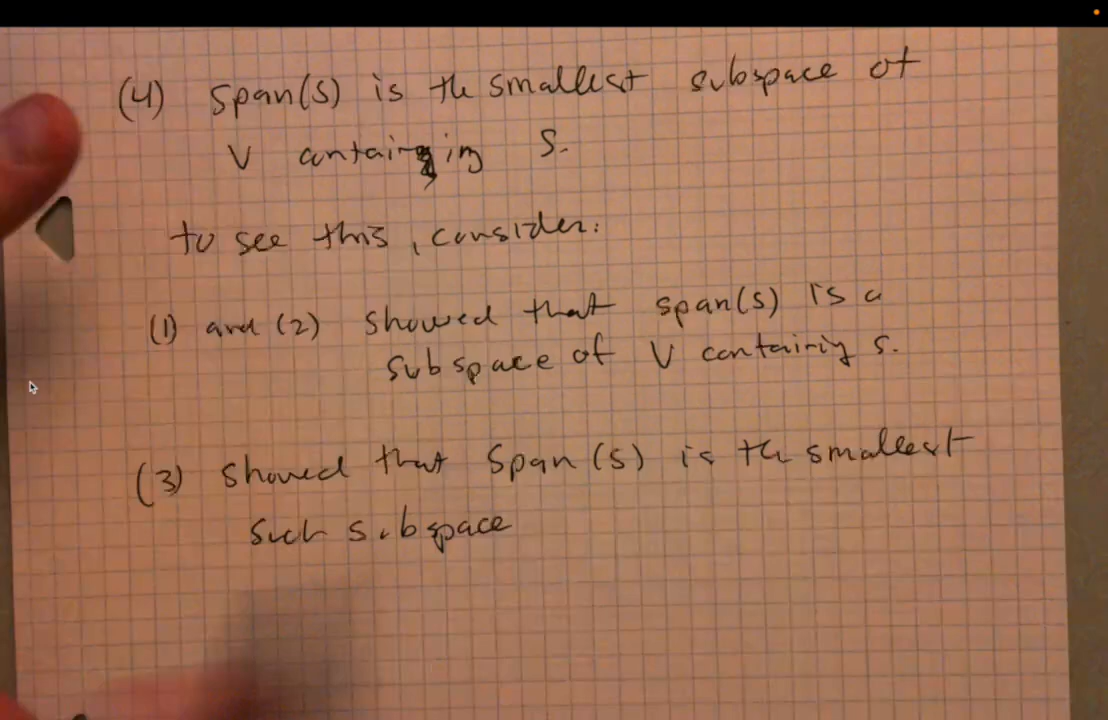 (4) span(S) is the smallest subspace of
V containing S.
to see this, consider:
(1) and (2) showed that span(S) is a
subspace of V containing S.
(3) showed that Span(S) is the smallest
such subspace